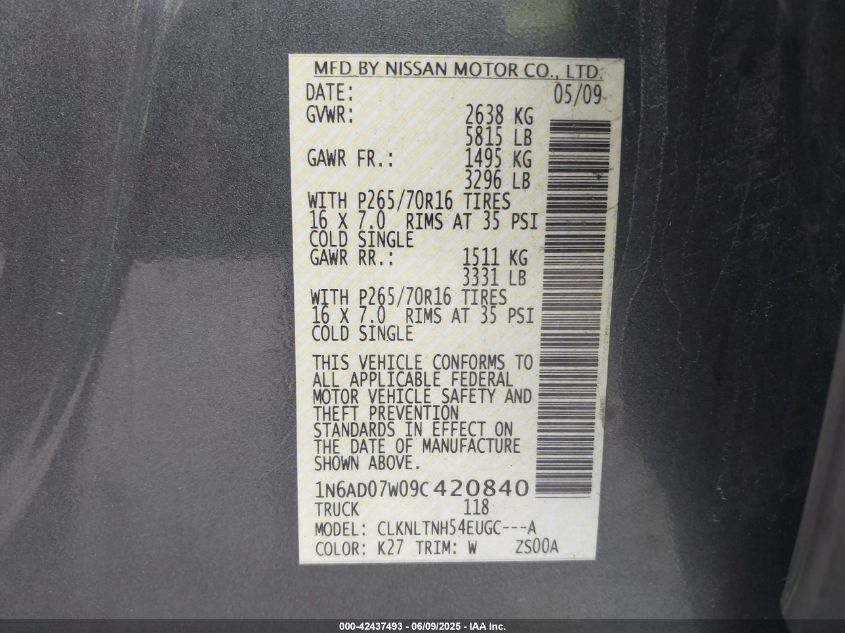 MFD BY NISSAN MOTOR CO., LTD.
DATE: 05/09
GVWR: 2638 KG
5815 LB
GAWR FR.: 1495 KG
3296 LB
WITH P265/70R16 TIRES
16 X 7.0 RIMS AT 35 PSI
COLD SINGLE
GAWR RR.: 1511 KG
3331 LB
WITH P265/70R16 TIRES
16 X 7.0 RIMS AT 35 PSI
COLD SINGLE
THIS VEHICLE CONFORMS TO
ALL APPLICABLE FEDERAL
MOTOR VEHICLE SAFETY AND
THEFT PREVENTION
STANDARDS IN EFFECT ON
THE DATE OF MANUFACTURE
SHOWN ABOVE.
1N6AD07W09C420840
TRUCK 118
MODEL: CLKNLTNH54EUGC---A
COLOR: K27 TRIM: W ZS00A
000-42437493 - 06/09/2025 - IAA Inc.